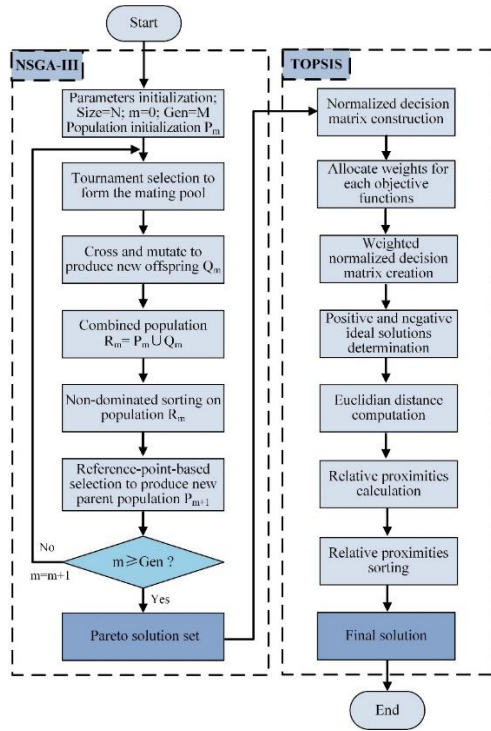 Start
NSGA-III
Parameters initialization;
Size=N; m=0; Gen=M
Population initialization Pm
Tournament selection to
form the mating pool
Cross and mutate to
produce new offspring Qm
Combined population
Rm= Pm∪Qm
Non-dominated sorting on
population Rm
Reference-point-based
selection to produce new
parent population Pm+1
m≥Gen ?
No
m=m+1
Yes
Pareto solution set
TOPSIS
Normalized decision
matrix construction
Allocate weights for
each objective
functions
Weighted
normalized decision
matrix creation
Positive and negative
ideal solutions
determination
Euclidian distance
computation
Relative proximities
calculation
Relative proximities
sorting
Final solution
End